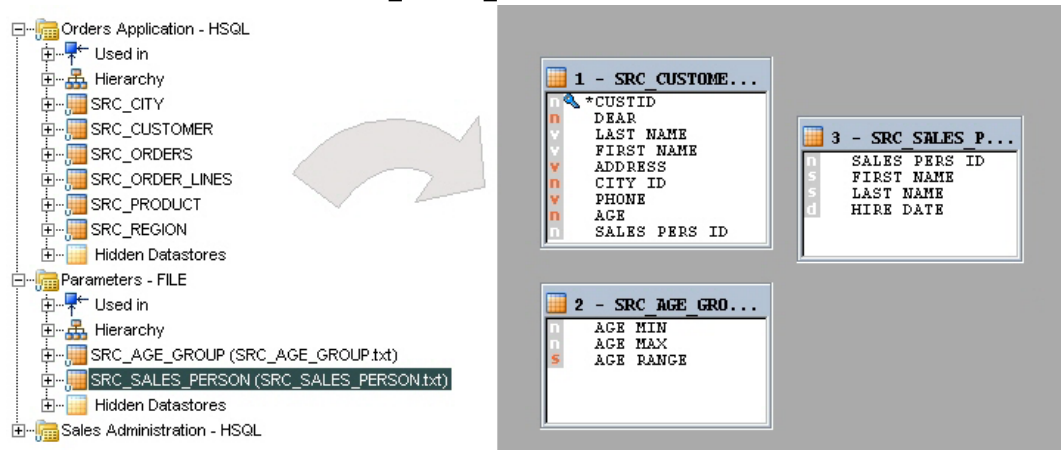 Orders Application - HSQL
Used in
Hierarchy
SRC_CITY
SRC_CUSTOMER
SRC_ORDERS
SRC_ORDER_LINES
SRC_PRODUCT
SRC_REGION
Hidden Datastores
Parameters - FILE
Used in
Hierarchy
SRC_AGE_GROUP (SRC_AGE_GROUP.txt)
SRC_SALES_PERSON (SRC_SALES_PERSON.txt)
Hidden Datastores
Sales Administration - HSQL
1 - SRC_CUSTOME...
n *CUSTID
n DEAR
v LAST NAME
v FIRST NAME
v ADDRESS
n CITY ID
v PHONE
n AGE
n SALES PERS ID
2 - SRC_AGE_GRO...
n AGE MIN
n AGE MAX
s AGE RANGE
3 - SRC_SALES_P...
n SALES PERS ID
s FIRST NAME
s LAST NAME
d HIRE DATE